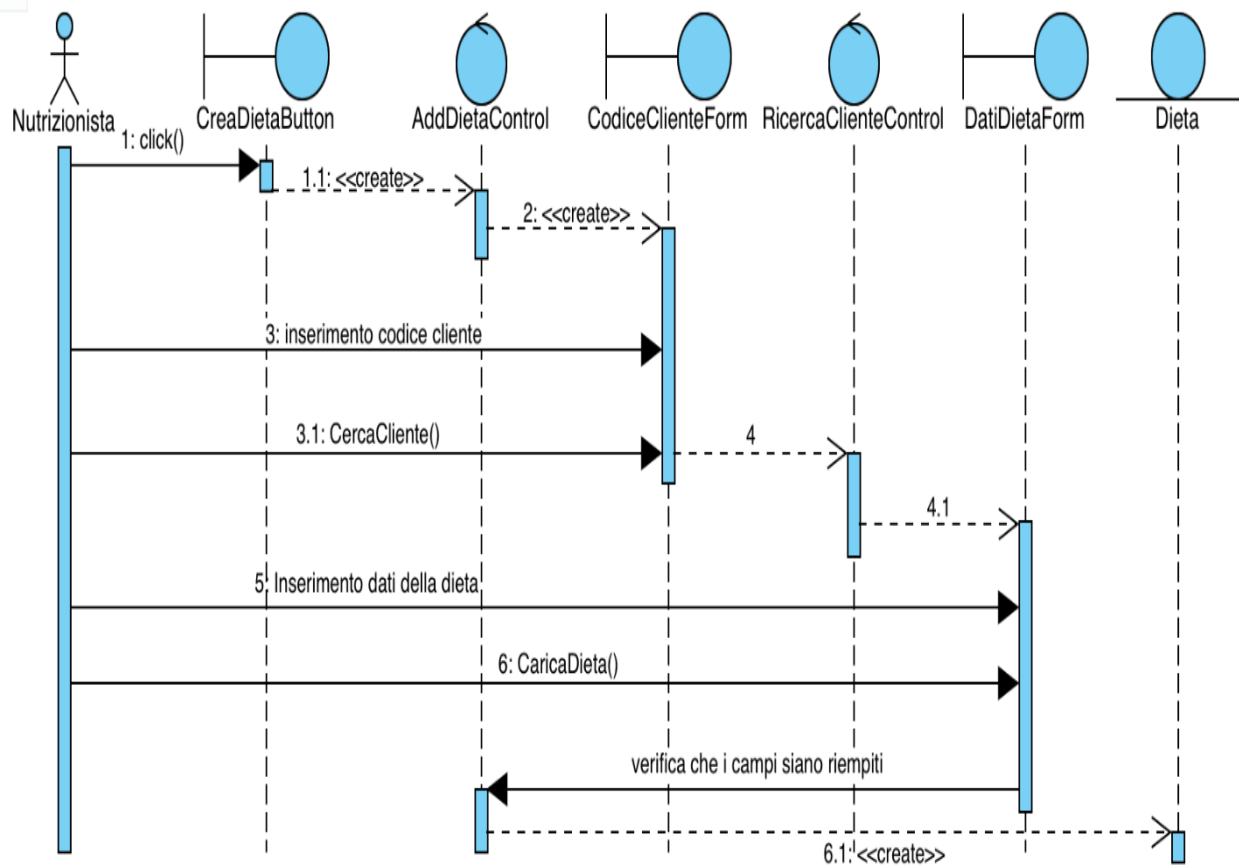 Nutrizionista
CreaDietaButton
AddDietaControl
CodiceClienteForm
RicercaClienteControl
DatiDietaForm
Dieta
1: click()
1.1: <<create>>
2: <<create>>
3: inserimento codice cliente
3.1: CercaCliente()
4
4.1
5: Inserimento dati della dieta
6: CaricaDieta()
verifica che i campi siano riempiti
6.1: <<create>>